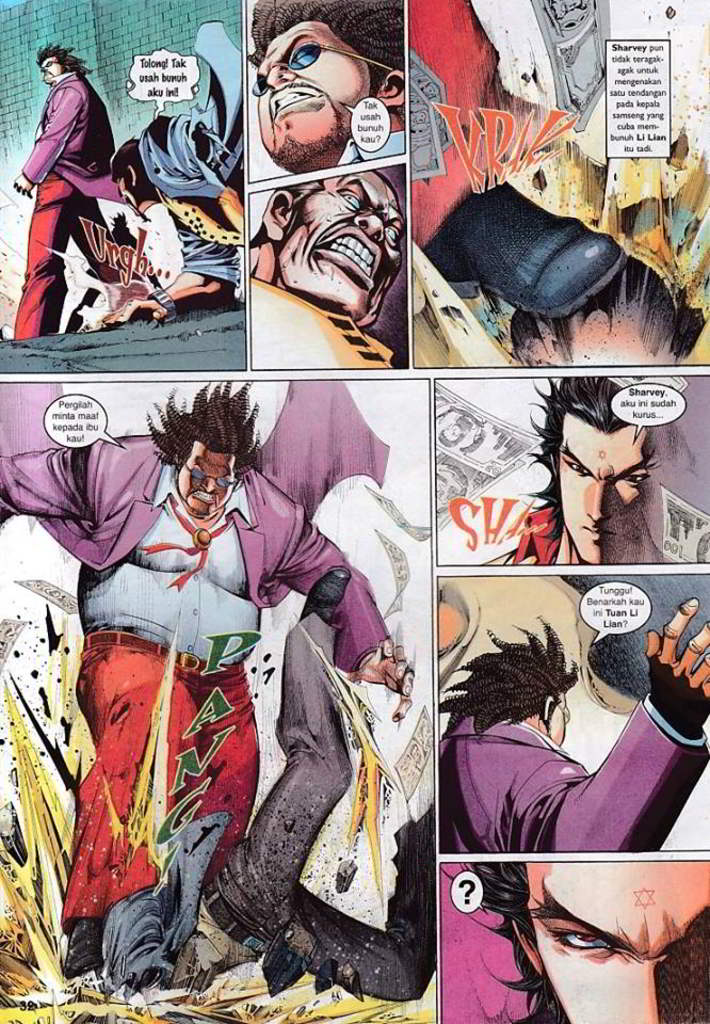 Tolong! Tak
usah bunuh
aku ini!!
Urgh...
Tak
usah
bunuh
kau?
Sharvey pun
tidak teragak-
agak untuk
mengenakan
satu tendangan
pada kepala
samseng yang
cuba mem-
bunuh Li Lian
itu tadi.
Pergilah
minta maaf
kepada ibu
kau!
PANG!
Sharvey,
aku ini sudah
kurus...
SHA...
Tunggu!
Benarkah kau
ini Tuan Li
Lian?
?
32